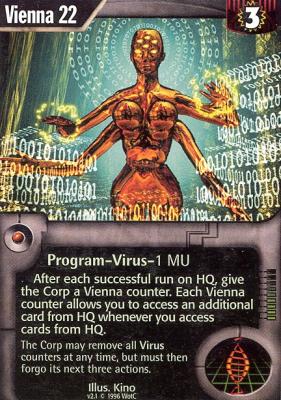 Vienna 22
3
Program-Virus-1 MU
After each successful run on HQ, give
the Corp a Vienna counter. Each Vienna
counter allows you to access an additional
card from HQ whenever you access
cards from HQ.
The Corp may remove all Virus
counters at any time, but must then
forgo its next three actions.
Illus. Kino
v2.1 © 1996 WotC